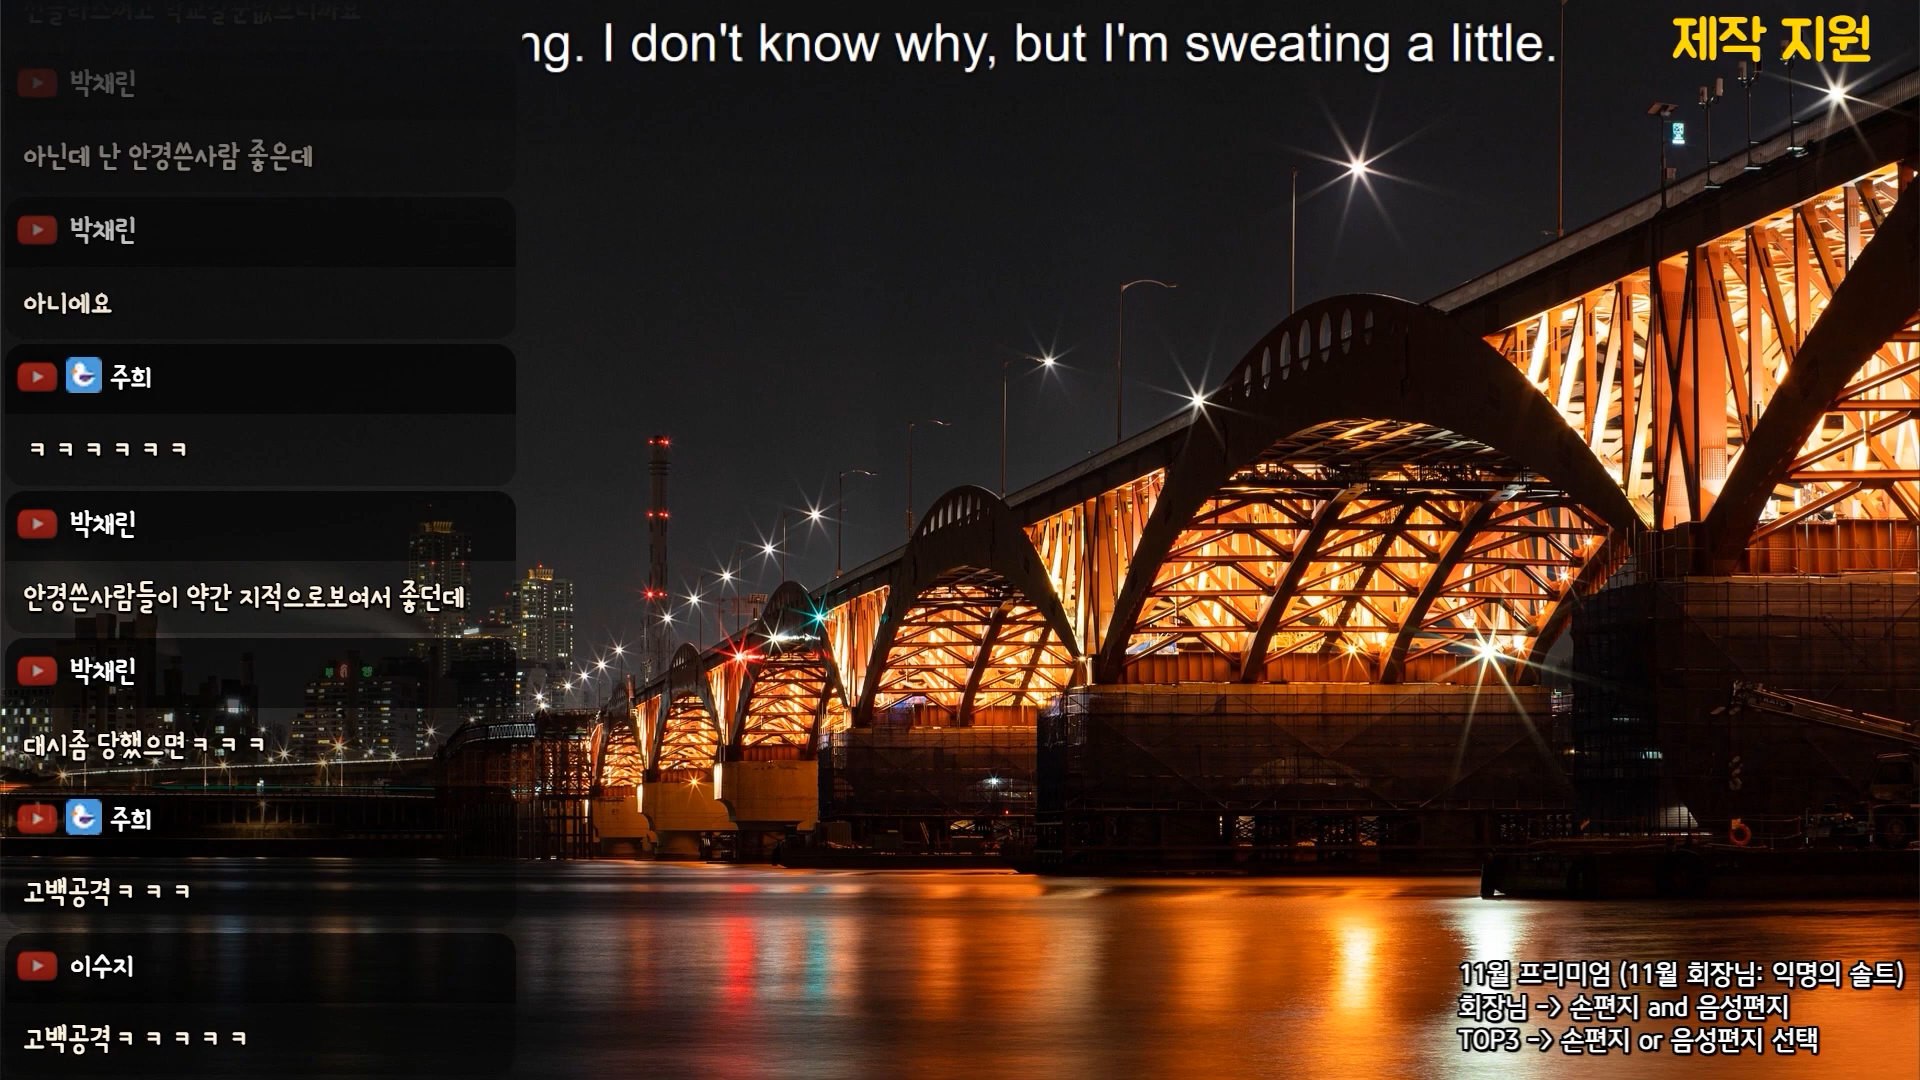 ng. I don't know why, but I'm sweating a little.
제작 지원
박채린
아닌데 난 안경쓴사람 좋은데
박채린
아니에요
주희
ㅋㅋㅋㅋㅋㅋ
박채린
안경쓴사람들이 약간 지적으로보여서 좋던데
박채린
대시좀 당했으면ㅋㅋㅋ
주희
고백공격ㅋㅋㅋ
이수지
고백공격ㅋㅋㅋㅋㅋ
11월 프리미엄 (11월 회장님: 익명의 솔트)
회장님 -> 손편지 and 음성편지
TOP3 -> 손편지 or 음성편지 선택